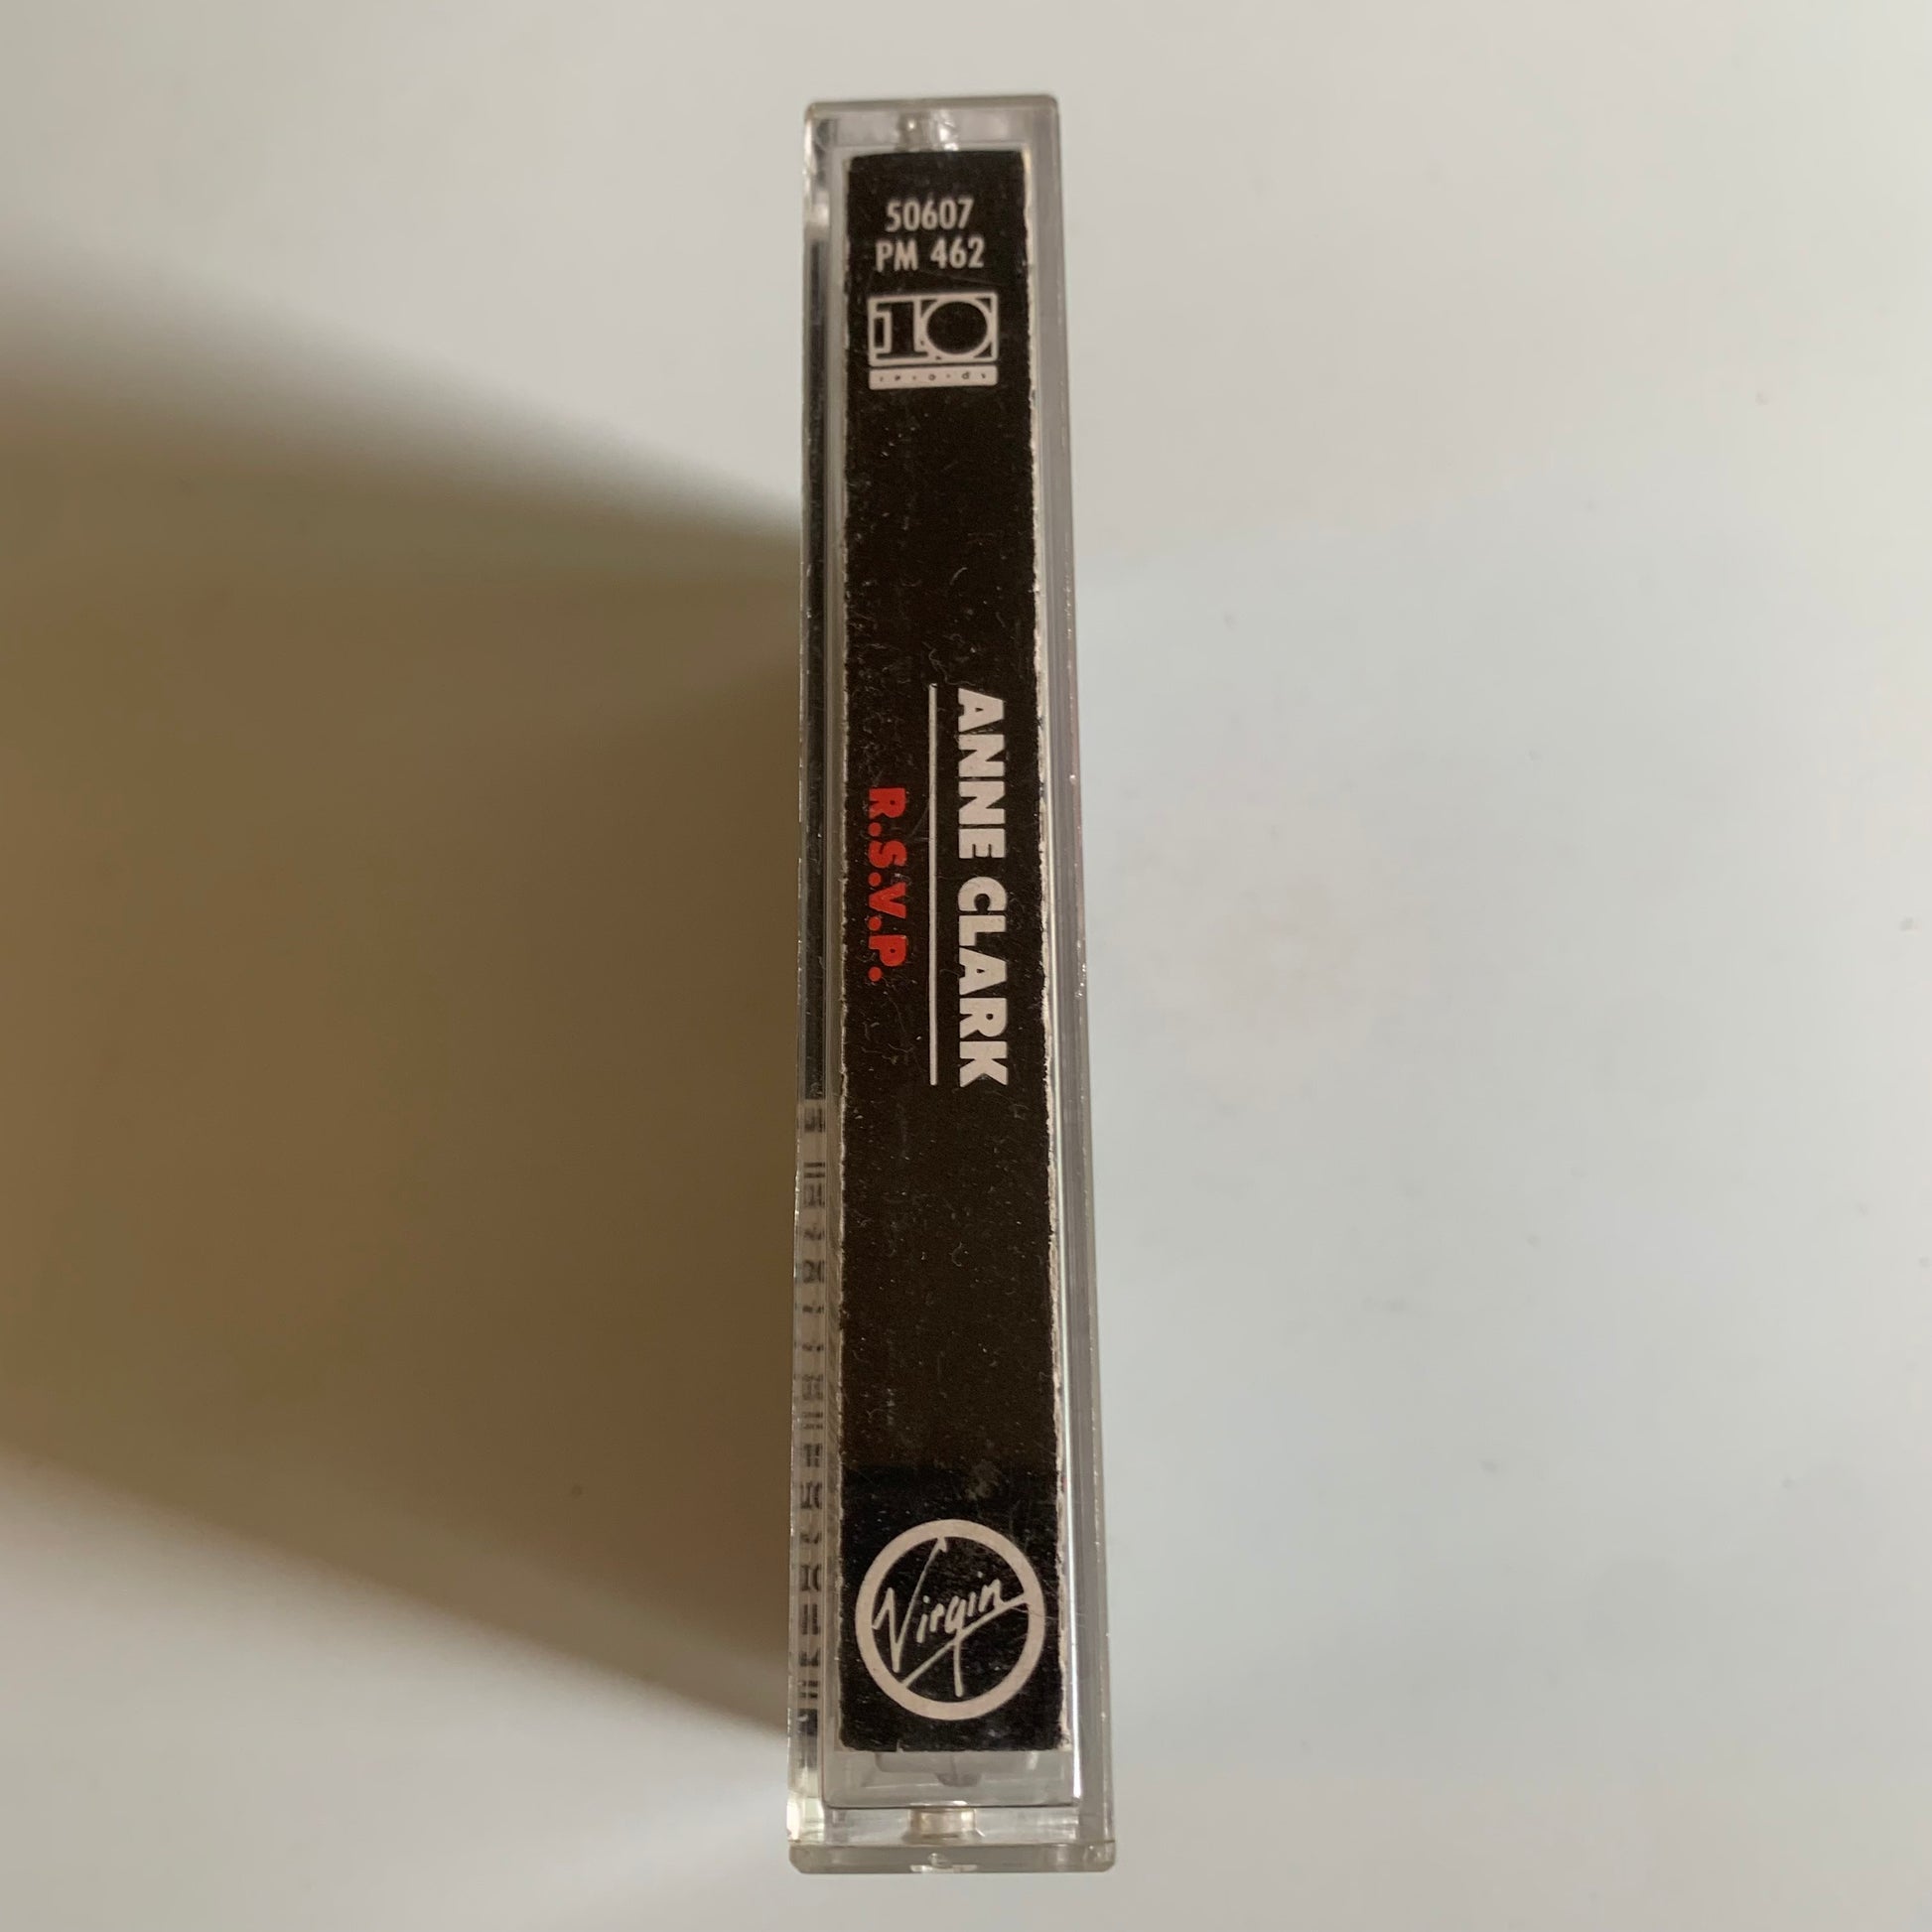 50607
PM 462
10
ANNE CLARK
R.S.V.P.
Virgin